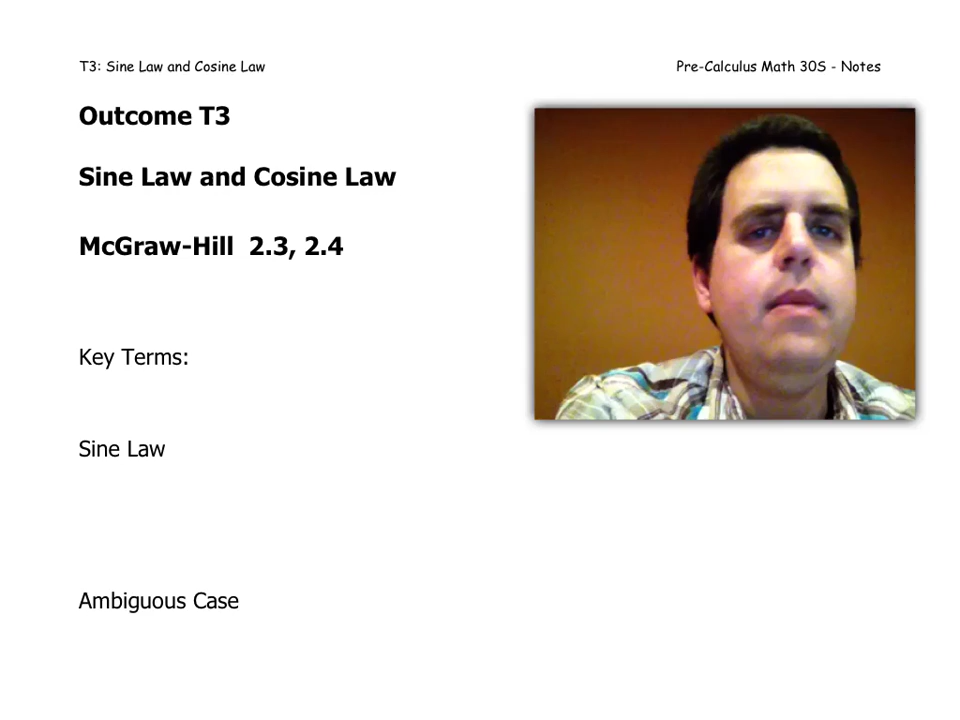 T3: Sine Law and Cosine Law
Pre-Calculus Math 30S - Notes
Outcome T3
Sine Law and Cosine Law
McGraw-Hill 2.3, 2.4
Key Terms:
Sine Law
Ambiguous Case